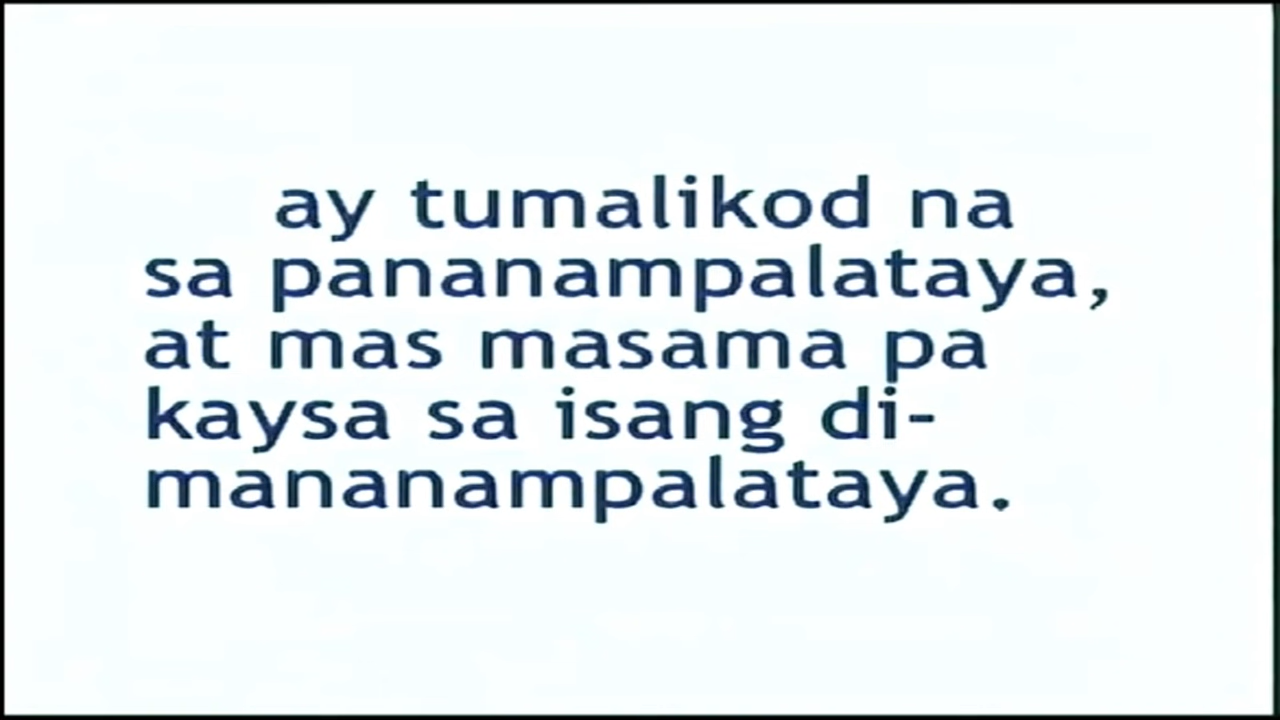 ay tumalikod na
sa pananampalataya,
at mas masama pa
kaysa sa isang di-
mananampalataya.